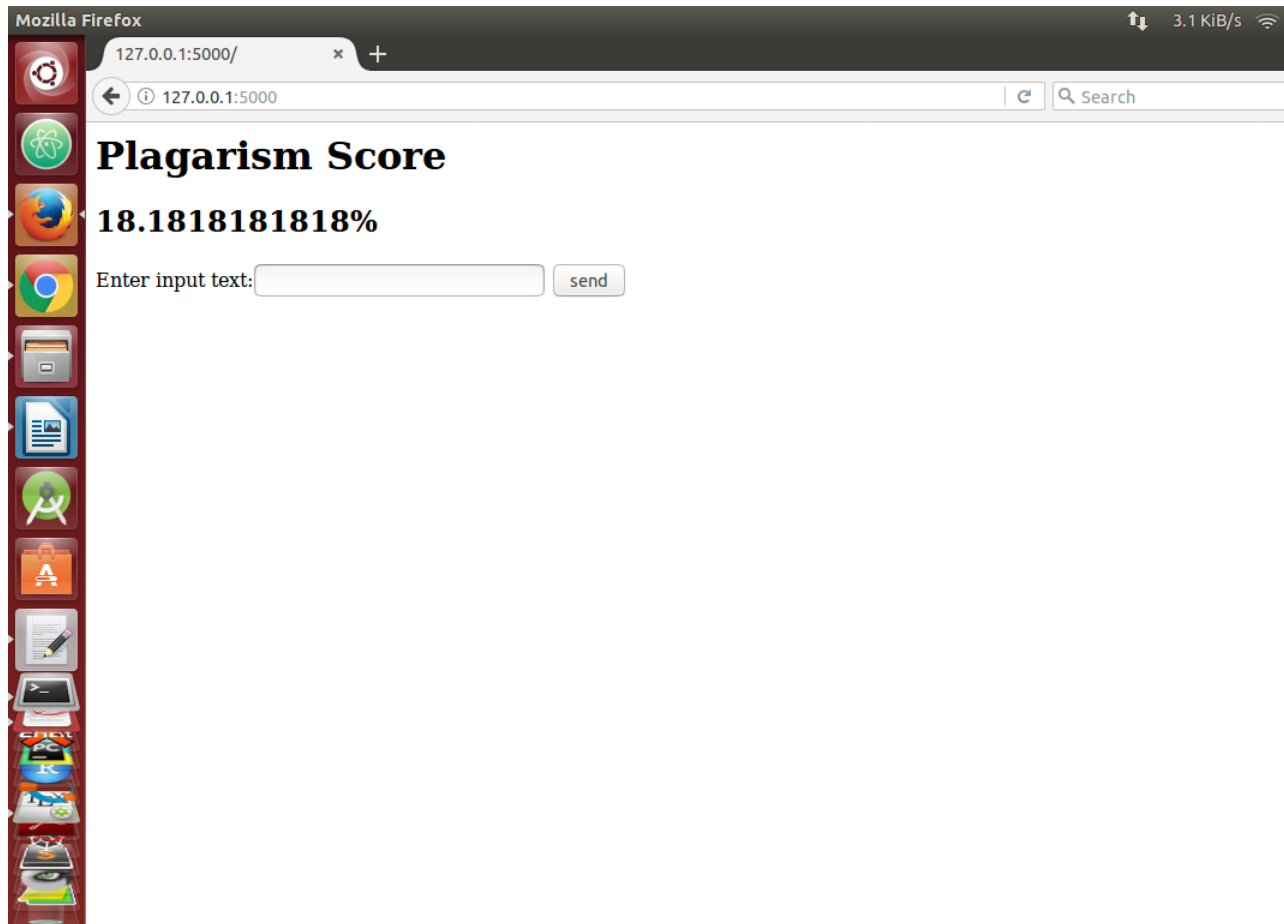 Mozilla Firefox
3.1 KiB/s
127.0.0.1:5000/
127.0.0.1:5000
Search
Plagarism Score
18.1818181818%
Enter input text:
send